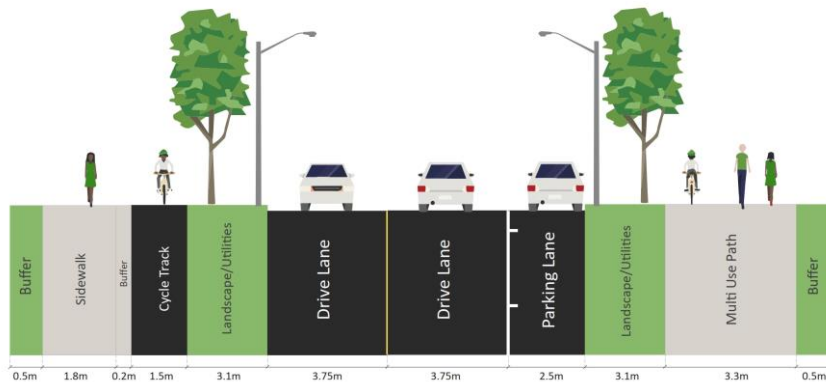 Buffer
Sidewalk
Buffer
Cycle Track
Landscape/Utilities
Drive Lane
Drive Lane
Parking Lane
Landscape/Utilities
Multi Use Path
Buffer
0.5m 1.8m 0.2m 1.5m 3.1m 3.75m 3.75m 2.5m 3.1m 3.3m 0.5m